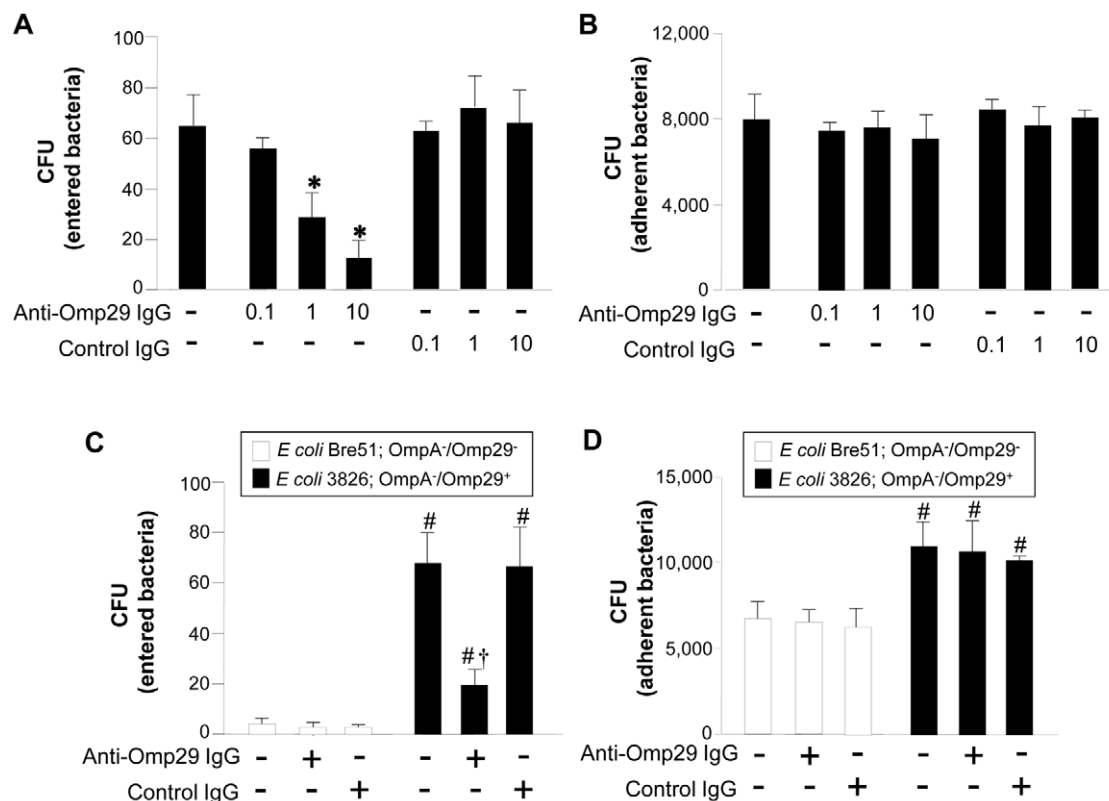 A
100
80
60
40
20
0
CFU
(entered bacteria)
* *
Anti-Omp29 IgG - 0.1 1 10 - - -
Control IgG - - - - 0.1 1 10
B
12,000
8,000
4,000
0
CFU
(adherent bacteria)
Anti-Omp29 IgG - 0.1 1 10 - - -
Control IgG - - - - 0.1 1 10
C
E coli Bre51; OmpA-/Omp29-
E coli 3826; OmpA-/Omp29+
100
80
60
40
20
0
CFU
(entered bacteria)
# #† #
Anti-Omp29 IgG - + - - + -
Control IgG - - + - - +
D
E coli Bre51; OmpA-/Omp29-
E coli 3826; OmpA-/Omp29+
15,000
10,000
5,000
0
CFU
(adherent bacteria)
# # #
Anti-Omp29 IgG - + - - + -
Control IgG - - + - - +